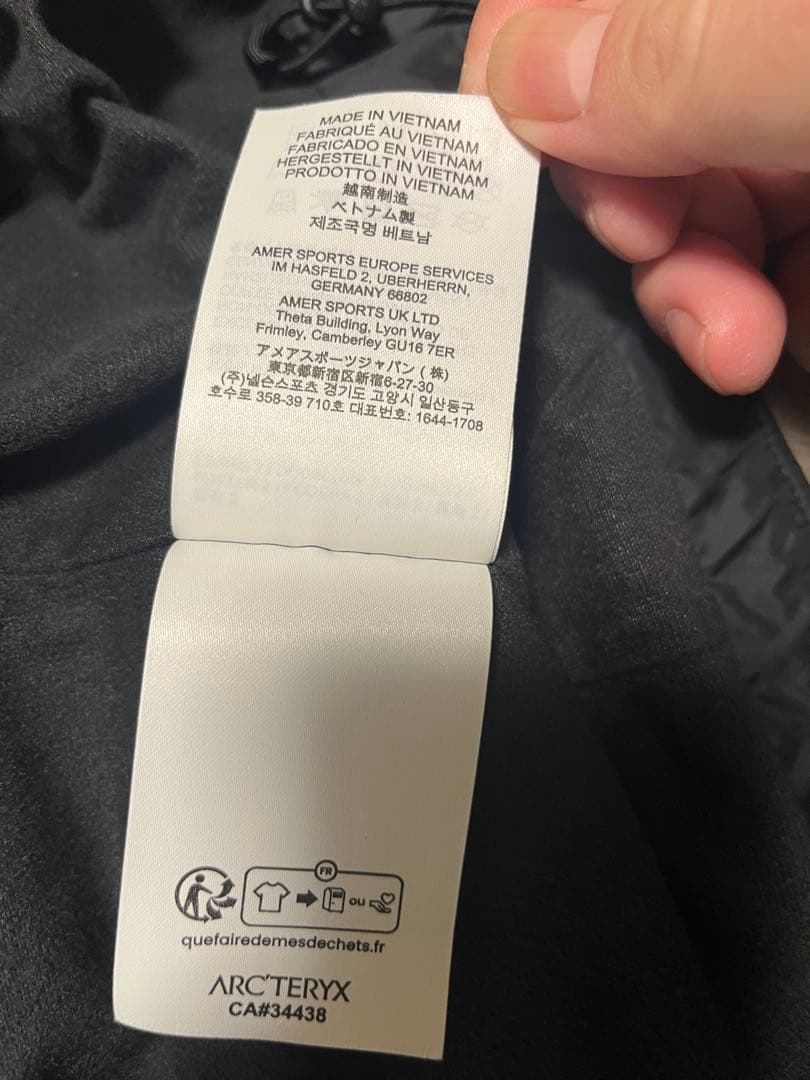 MADE IN VIETNAM
FABRIQUÉ AU VIETNAM
FABRICADO EN VIETNAM
HERGESTELLT IN VIETNAM
PRODOTTO IN VIETNAM
越南制造
ベトナム製
제조국명 베트남
AMER SPORTS EUROPE SERVICES
IM HASFELD 2, UBERHERRN,
GERMANY 66802
AMER SPORTS UK LTD
Theta Building, Lyon Way
Frimley, Camberley GU16 7ER
アメアスポーツジャパン (株)
東京都新宿区新宿6-27-30
(주)넬슨스포츠 경기도 고양시 일산동구
호수로 358-39 710호 대표번호: 1644-1708
FR
ou
quefairedemesdechets.fr
ARC'TERYX
CA#34438